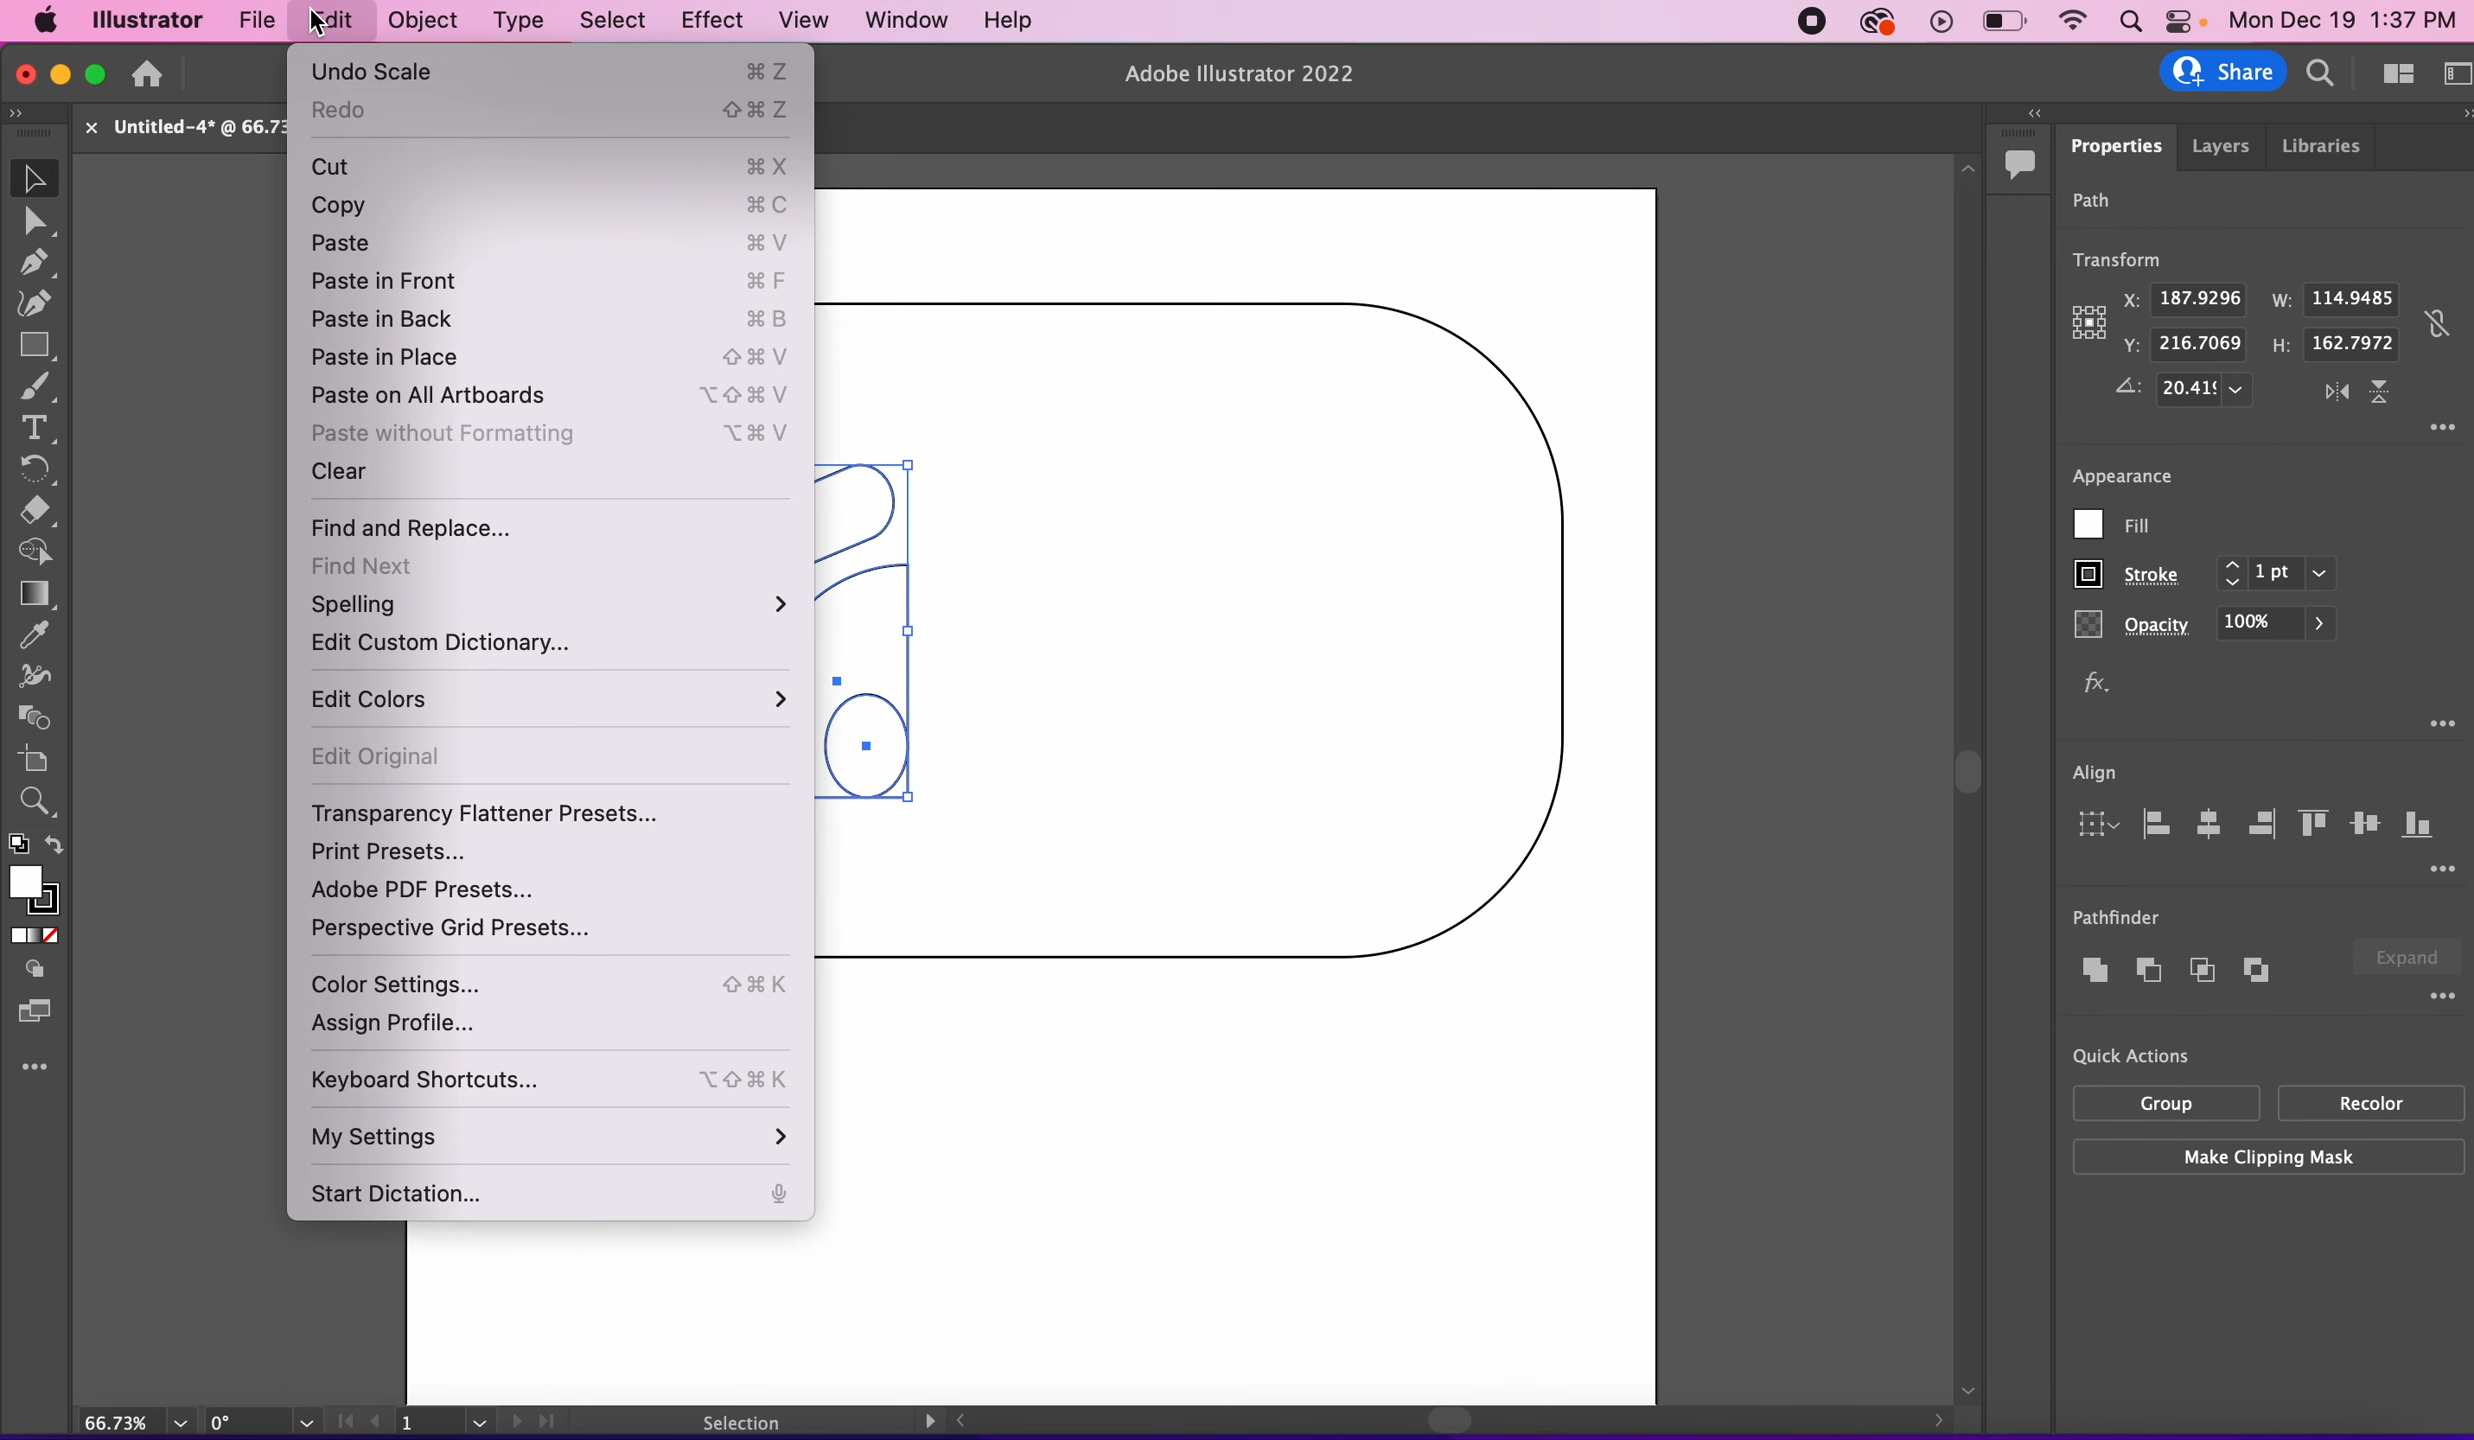 Illustrator File Edit Object Type Select Effect View Window Help Mon Dec 19 1:37 PM
Adobe Illustrator 2022
Share
Untitled-4* @ 66.73
Undo Scale ⌘ Z
Redo ⇧ ⌘ Z
Cut ⌘ X
Copy ⌘ C
Paste ⌘ V
Paste in Front ⌘ F
Paste in Back ⌘ B
Paste in Place ⇧ ⌘ V
Paste on All Artboards ⌥ ⇧ ⌘ V
Paste without Formatting ⌥ ⌘ V
Clear
Find and Replace...
Find Next
Spelling
Edit Custom Dictionary...
Edit Colors
Edit Original
Transparency Flattener Presets...
Print Presets...
Adobe PDF Presets...
Perspective Grid Presets...
Color Settings... ⇧ ⌘ K
Assign Profile...
Keyboard Shortcuts... ⌥ ⇧ ⌘ K
My Settings
Start Dictation...
Properties Layers Libraries
Path
Transform
X: 187.9296 W: 114.9485
Y: 216.7069 H: 162.7972
20.419
Appearance
Fill
Stroke 1 pt
Opacity 100%
fx.
Align
Pathfinder
Expand
Quick Actions
Group Recolor
Make Clipping Mask
66.73% 0° 1 Selection